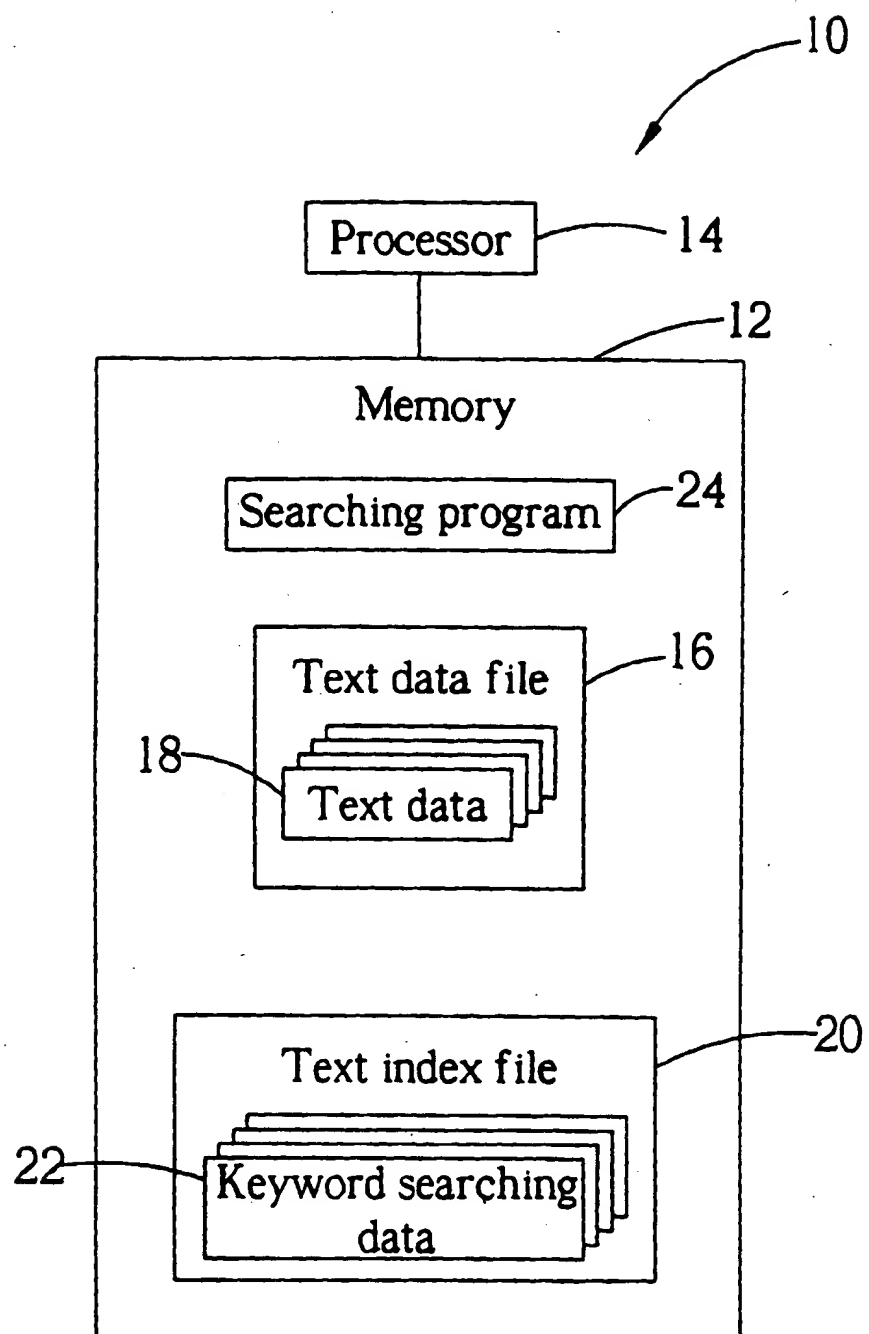 10
Processor
14
12
Memory
Searching program
24
Text data file
16
18
Text data
20
Text index file
22
Keyword searching
data